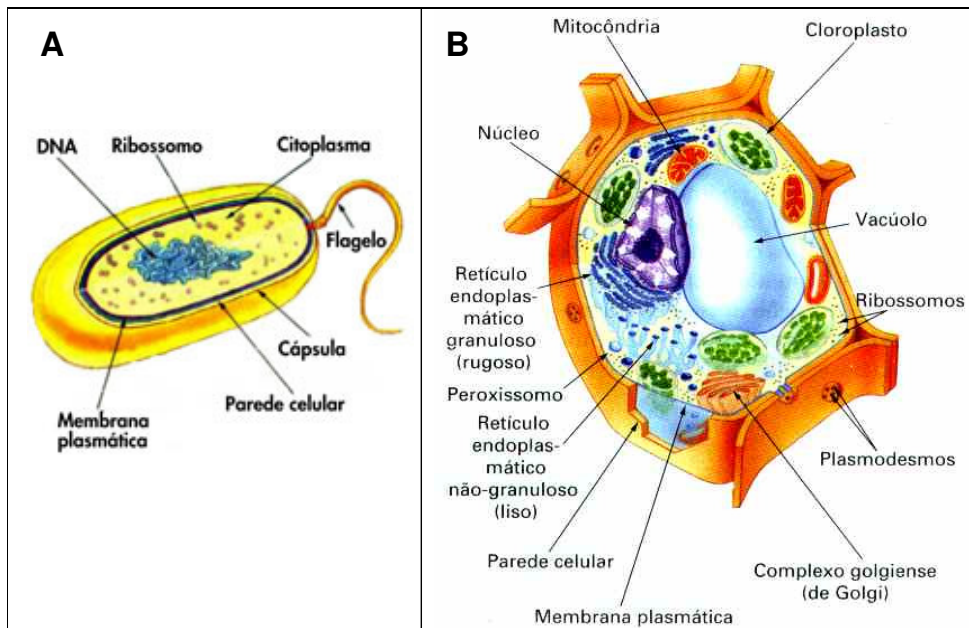 A
DNA
Ribossomo
Citoplasma
Flagelo
Cápsula
Parede celular
Membrana
plasmática
B
Mitocôndria
Cloroplasto
Núcleo
Vacúolo
Retículo
endoplas-
mático
granuloso
(rugoso)
Ribossomos
Peroxissomo
Retículo
endoplas-
mático
não-granuloso
(liso)
Plasmodesmos
Parede celular
Complexo golgiense
(de Golgi)
Membrana plasmática